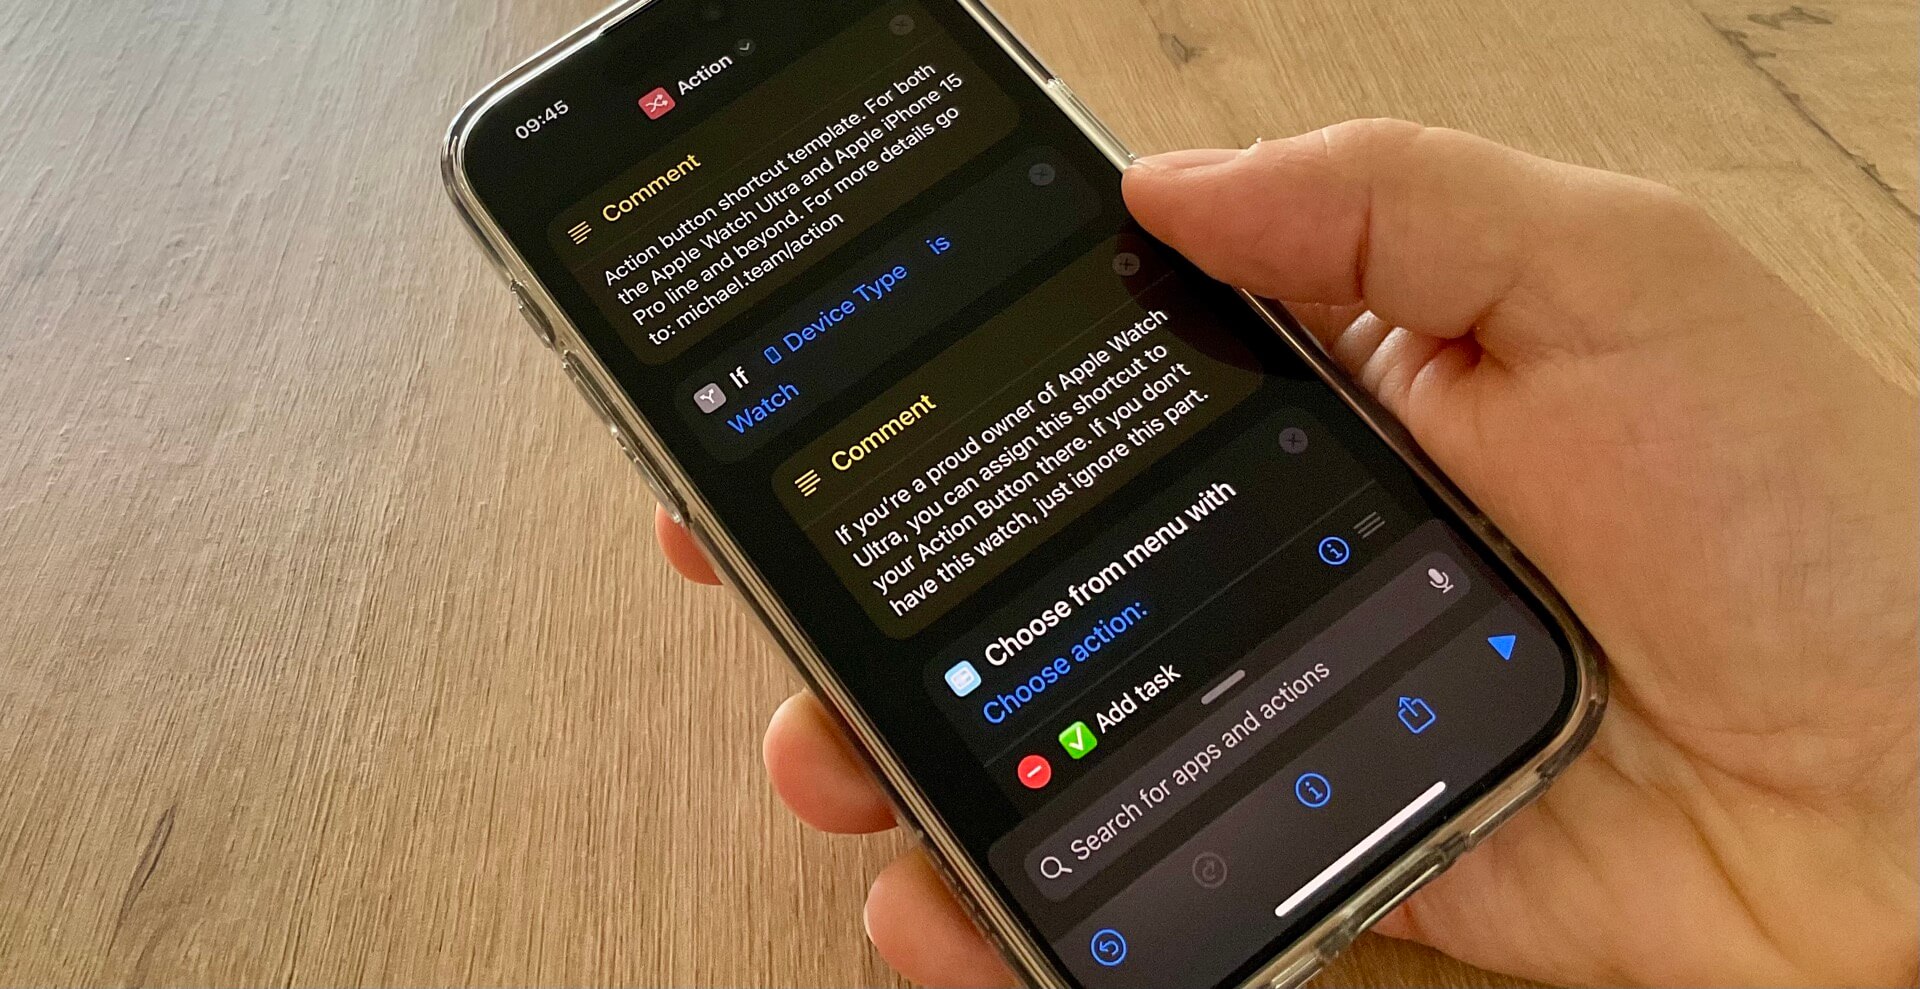 09:45
Action
Comment
Action button shortcut template. For both
the Apple Watch Ultra and Apple iPhone 15
Pro line and beyond. For more details go
to: michael.team/action
If Device Type is
Watch
Comment
If you're a proud owner of Apple Watch
Ultra, you can assign this shortcut to
your Action Button there. If you don't
have this watch, just ignore this part.
Choose from menu with
Choose action:
Add task
Search for apps and actions